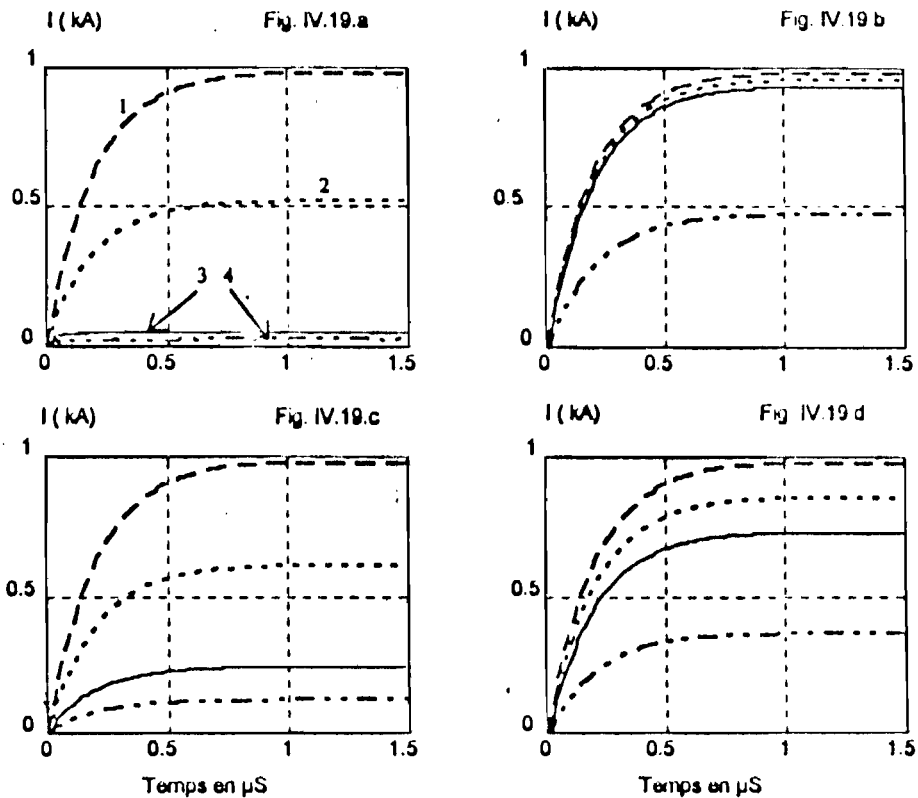 I ( kA) Fig. IV.19.a
1
1
2
0.5
3 4
0
0 0.5 1 1.5
I ( kA) Fig. IV.19 b
1
0.5
0
0 0.5 1 1.5
I ( kA) Fig. IV.19.c
1
0.5
0
0 0.5 1 1.5
Temps en µS
I ( kA) Fig IV.19 d
1
0.5
0
0 0.5 1 1.5
Temps en µS